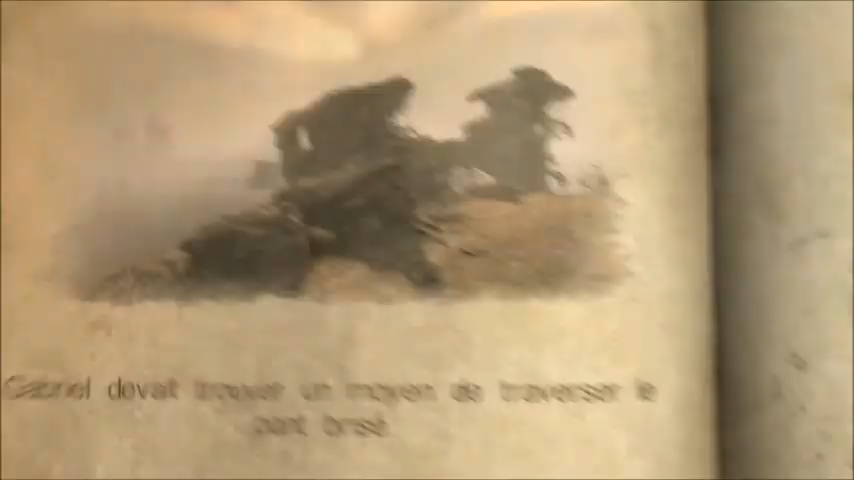 Gabriel devait trouver un moyen de traverser le
pont brisé